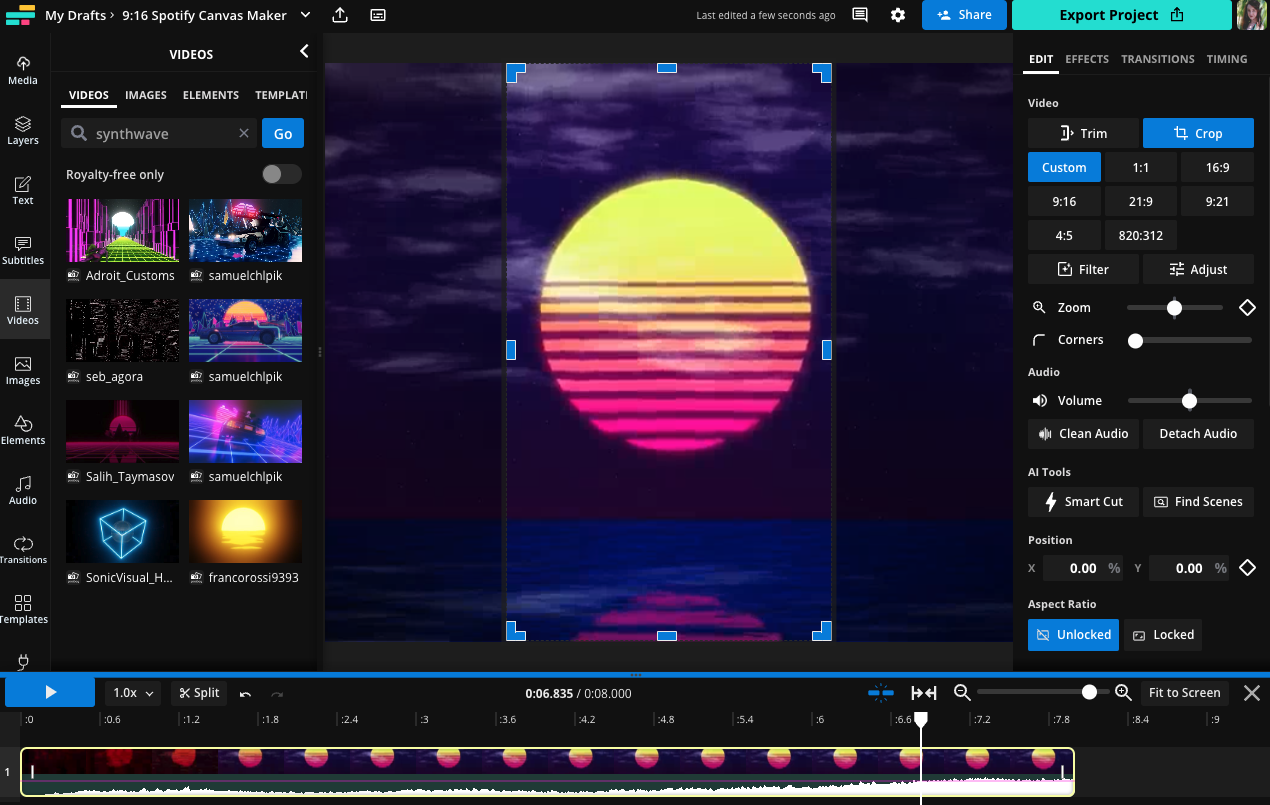 My Drafts › 9:16 Spotify Canvas Maker
Last edited a few seconds ago
Share
Export Project
Media
Layers
Text
Subtitles
Videos
Images
Elements
Audio
Transitions
Templates
VIDEOS
VIDEOS IMAGES ELEMENTS TEMPLATI
synthwave
Go
Royalty-free only
Adroit_Customs samuelchlpik
seb_agora samuelchlpik
Salih_Taymasov samuelchlpik
SonicVisual_H... francorossi9393
EDIT EFFECTS TRANSITIONS TIMING
Video
Trim Crop
Custom 1:1 16:9
9:16 21:9 9:21
4:5 820:312
Filter Adjust
Zoom
Corners
Audio
Volume
Clean Audio Detach Audio
AI Tools
Smart Cut Find Scenes
Position
X 0.00 % Y 0.00 %
Aspect Ratio
Unlocked Locked
1.0x Split 0:06.835 / 0:08.000 Fit to Screen
:0 :0.6 :1.2 :1.8 :2.4 :3 :3.6 :4.2 :4.8 :5.4 :6 :6.6 :7.2 :7.8 :8.4 :9
1